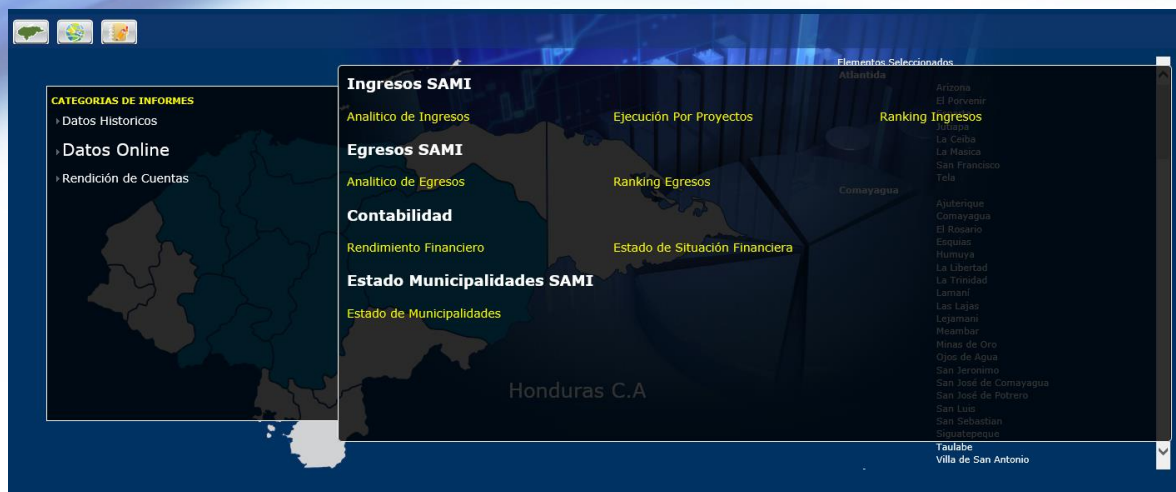 CATEGORIAS DE INFORMES
Datos Historicos
Datos Online
Rendición de Cuentas
Ingresos SAMI
Analitico de Ingresos
Ejecución Por Proyectos
Ranking Ingresos
Egresos SAMI
Analitico de Egresos
Ranking Egresos
Contabilidad
Rendimiento Financiero
Estado de Situación Financiera
Estado Municipalidades SAMI
Estado de Municipalidades
Honduras C.A
Elementos Seleccionados
Atlantida
Arizona
El Porvenir
Jutiapa
La Ceiba
La Masica
San Francisco
Tela
Comayagua
Ajuterique
Comayagua
El Rosario
Esquias
Humuya
La Libertad
La Trinidad
Lamaní
Las Lajas
Lejamani
Meambar
Minas de Oro
Ojos de Agua
San Jeronimo
San José de Comayagua
San José de Potrero
San Luis
San Sebastian
Siguatepeque
Taulabe
Villa de San Antonio